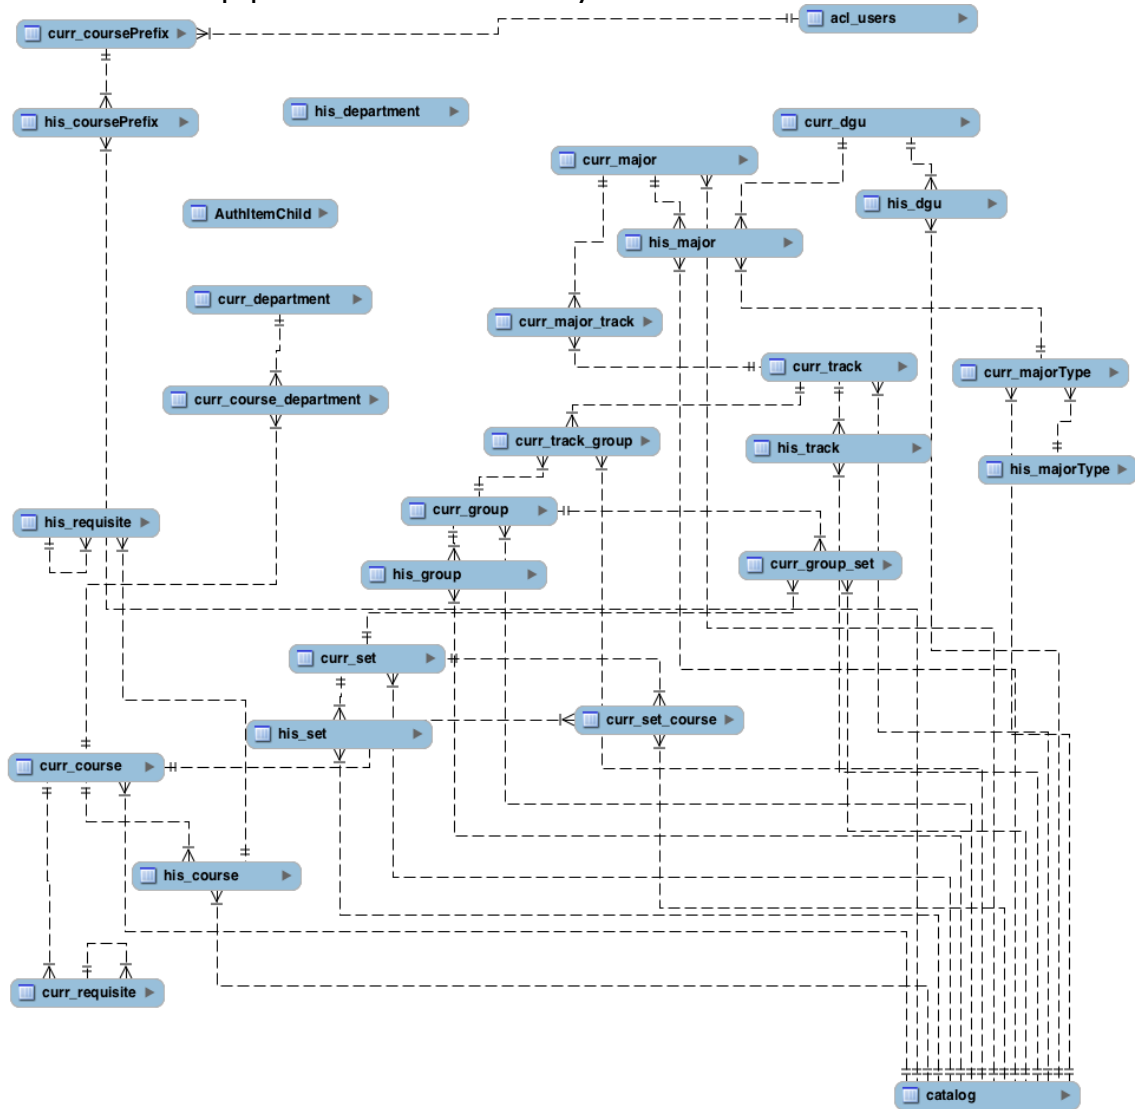 acl_users
curr_coursePrefix
his_department
his_coursePrefix
curr_dgu
curr_major
his_dgu
AuthItemChild
his_major
curr_department
curr_major_track
curr_track
curr_majorType
curr_course_department
curr_track_group
his_track
his_majorType
curr_group
his_requisite
curr_group_set
his_group
curr_set
curr_set_course
his_set
curr_course
his_course
curr_requisite
catalog